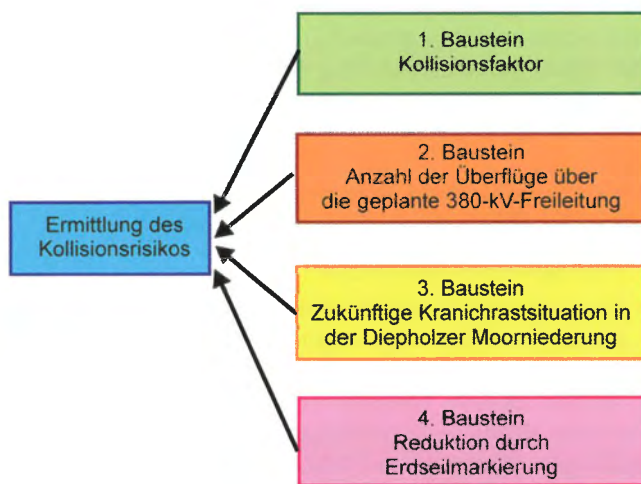 1. Baustein
Kollisionsfaktor
2. Baustein
Anzahl der Überflüge über
die geplante 380-kV-Freileitung
Ermittlung des
Kollisionsrisikos
3. Baustein
Zukünftige Kranichrastsituation in
der Diepholzer Moorniederung
4. Baustein
Reduktion durch
Erdseilmarkierung